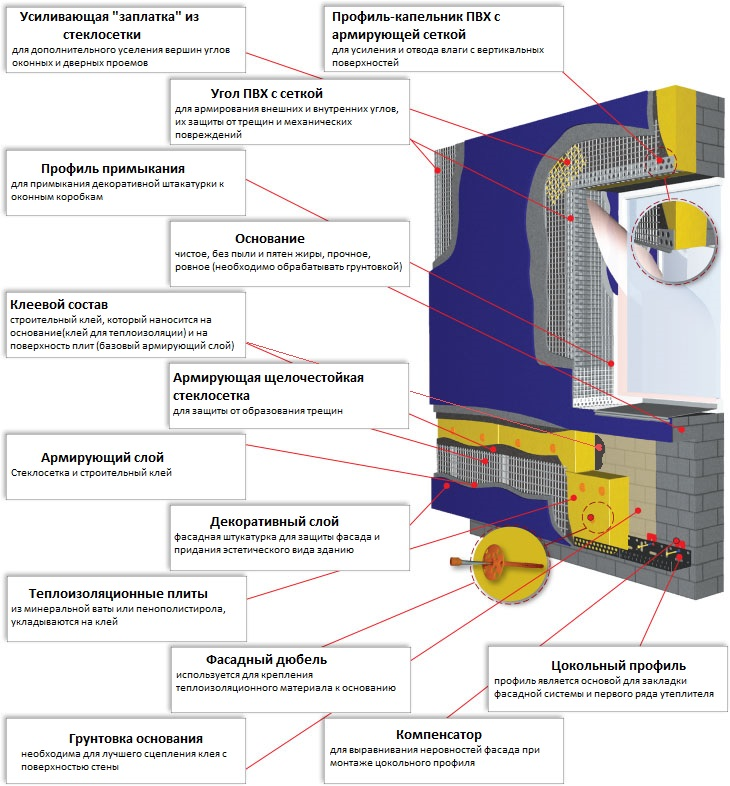 Усиливающая "заплатка" из
стеклосетки
для дополнительного уселения вершин углов
оконных и дверных проемов
Профиль-капельник ПВХ с
армирующей сеткой
для усиления и отвода влаги с вертикальных
поверхностей
Угол ПВХ с сеткой
для армирования внешних и внутренних углов,
их защиты от трещин и механических
повреждений
Профиль примыкания
для примыкания декоративной штакатурки к
оконным коробкам
Основание
чистое, без пыли и пятен жиры, прочное,
ровное (необходимо обрабатывать грунтовкой)
Клеевой состав
строительный клей, который наносится на
основание(клей для теплоизоляции) и на
поверхность плит (базовый армирующий слой)
Армирующая щелочестойкая
стеклосетка
для защиты от образования трещин
Армирующий слой
Стеклосетка и строительный клей
Декоративный слой
фасадная штукатурка для защиты фасада и
придания эстетического вида зданию
Теплоизоляционные плиты
из минеральной ваты или пенополистирола,
укладываются на клей
Фасадный дюбель
используется для крепления
теплоизоляционного материала к основанию
Цокольный профиль
профиль является основой для закладки
фасадной системы и первого ряда утеплителя
Грунтовка основания
необходима для лучшего сцепления клея с
поверхностью стены
Компенсатор
для выравнивания неровностей фасада при
монтаже цокольного профиля